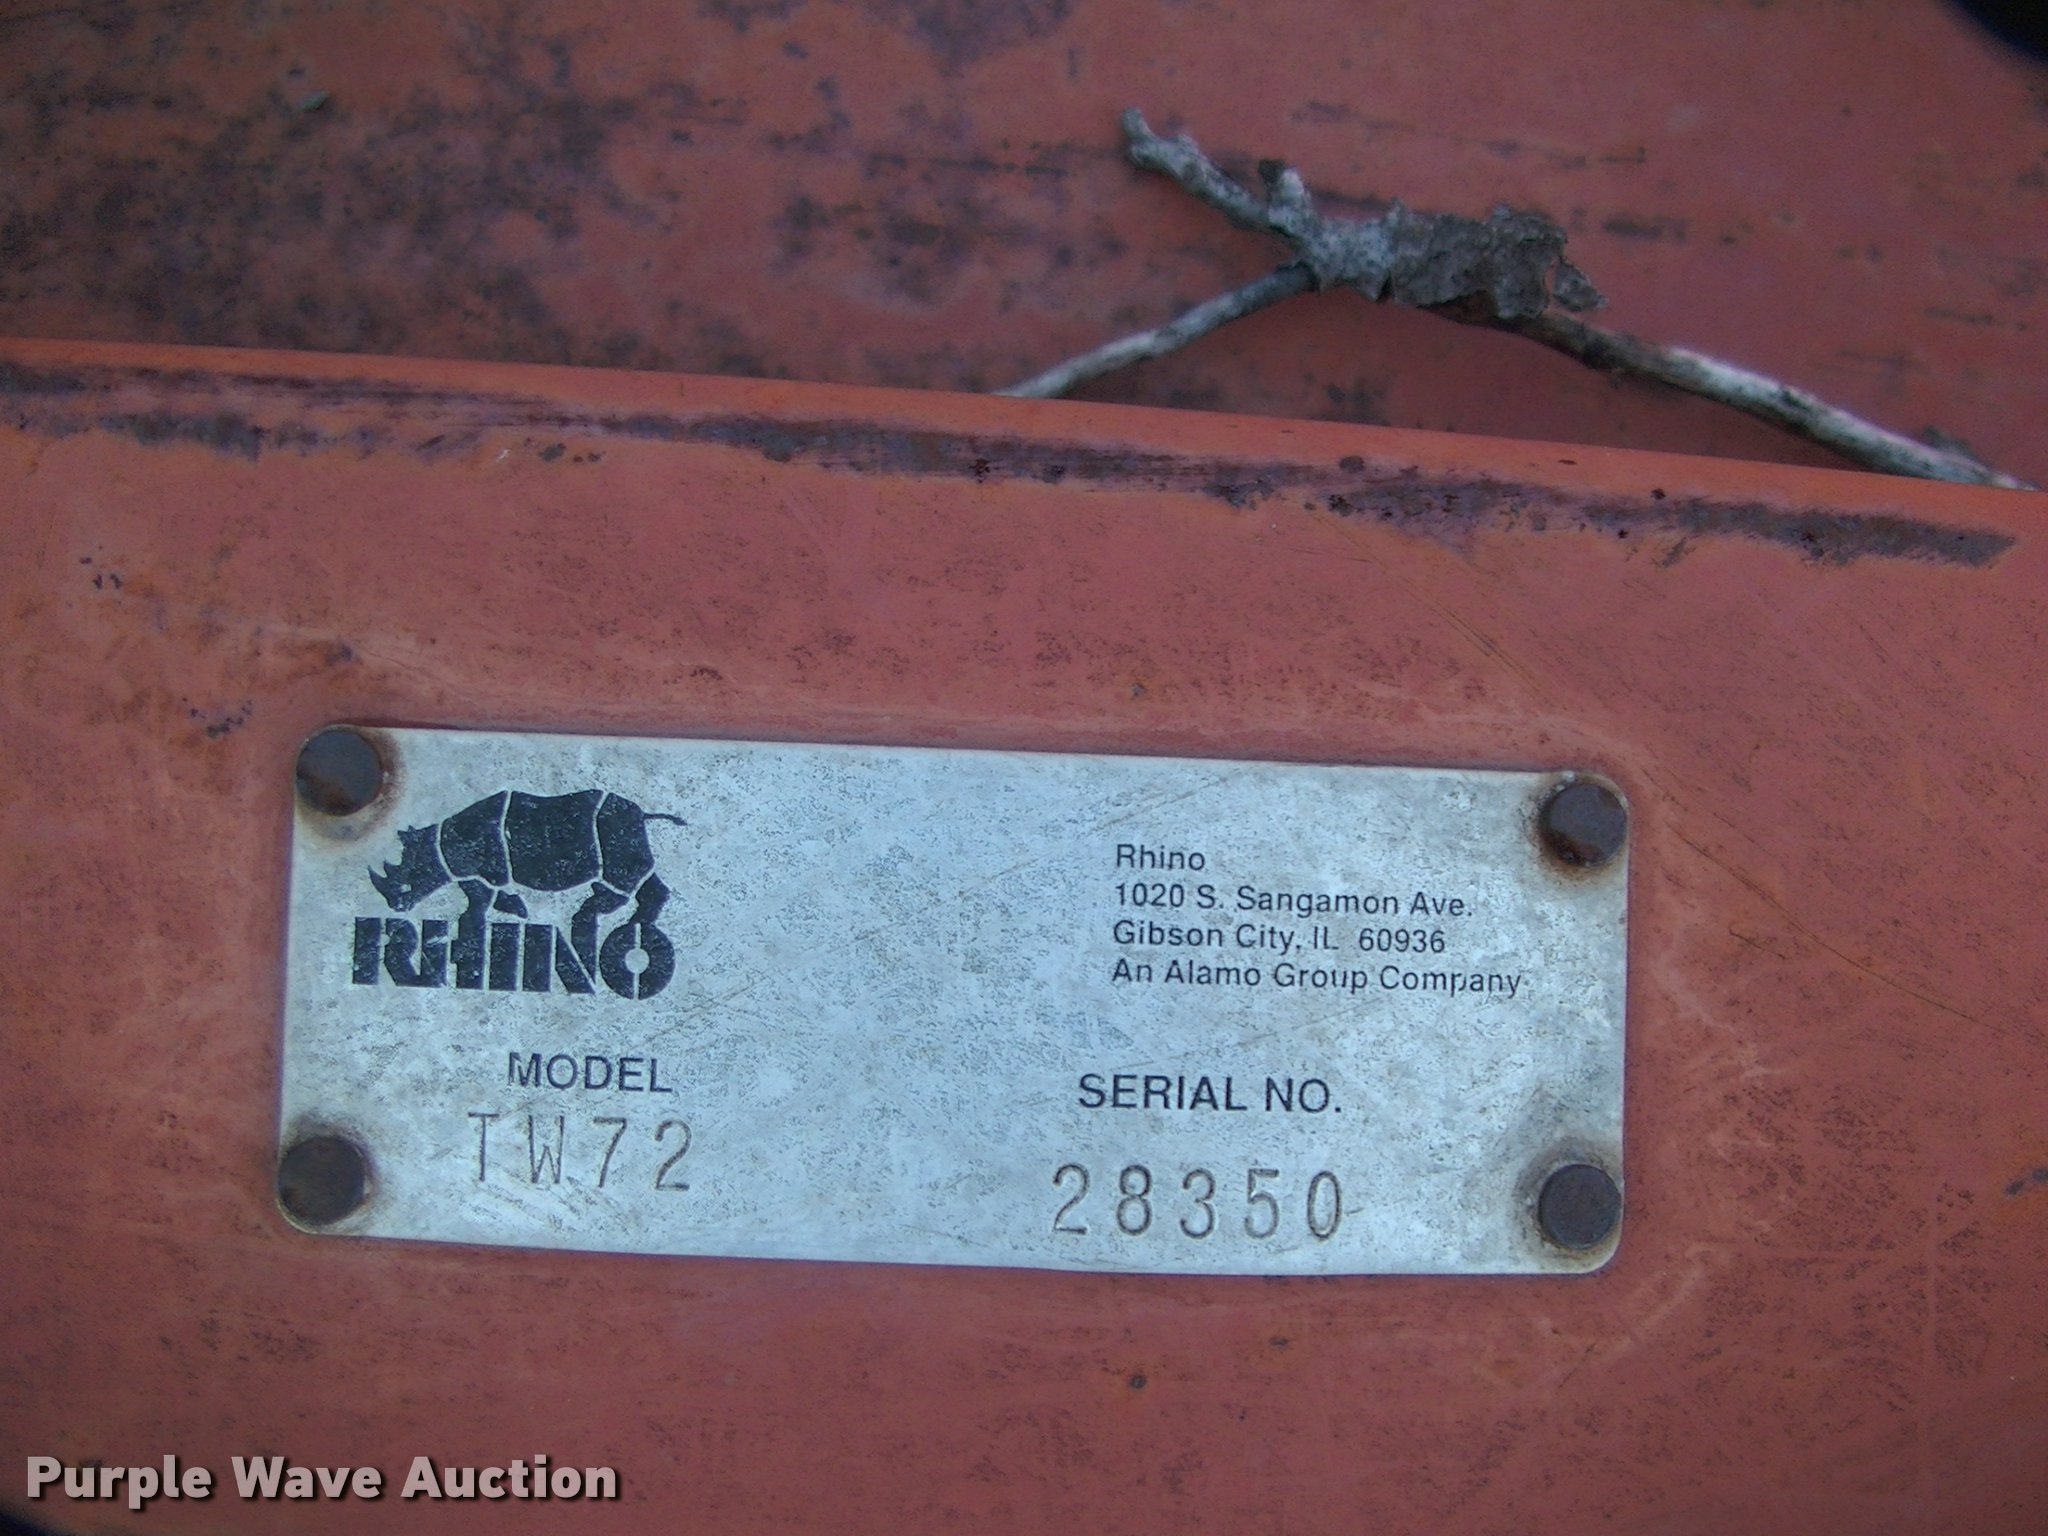 RHINO
Rhino
1020 S. Sangamon Ave.
Gibson City, IL 60936
An Alamo Group Company
MODEL
TW72
SERIAL NO.
28350
Purple Wave Auction